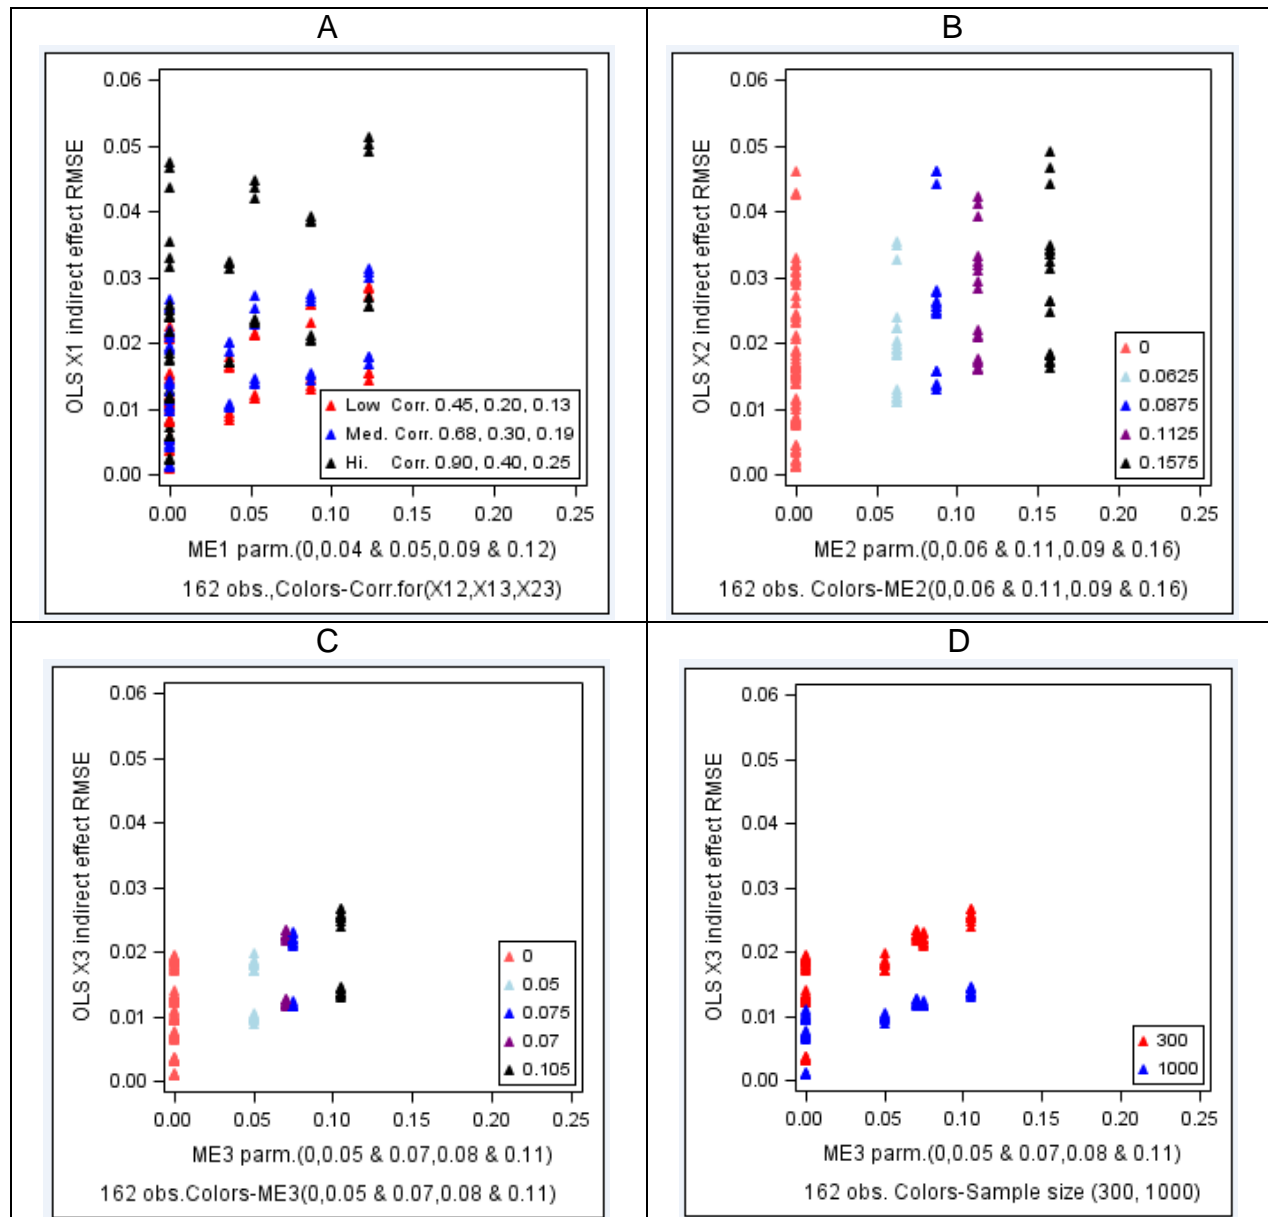 A
OLS X1 indirect effect RMSE
0.06
0.05
0.04
0.03
0.02
0.01
0.00
Low Corr. 0.45, 0.20, 0.13
Med. Corr. 0.68, 0.30, 0.19
Hi. Corr. 0.90, 0.40, 0.25
0.00 0.05 0.10 0.15 0.20 0.25
ME1 parm.(0,0.04 & 0.05,0.09 & 0.12)
162 obs.,Colors-Corr.for(X12,X13,X23)
B
OLS X2 indirect effect RMSE
0.06
0.05
0.04
0.03
0.02
0.01
0.00
0
0.0625
0.0875
0.1125
0.1575
0.00 0.05 0.10 0.15 0.20 0.25
ME2 parm.(0,0.06 & 0.11,0.09 & 0.16)
162 obs. Colors-ME2(0,0.06 & 0.11,0.09 & 0.16)
C
OLS X3 indirect effect RMSE
0.06
0.05
0.04
0.03
0.02
0.01
0.00
0
0.05
0.075
0.07
0.105
0.00 0.05 0.10 0.15 0.20 0.25
ME3 parm.(0,0.05 & 0.07,0.08 & 0.11)
162 obs.Colors-ME3(0,0.05 & 0.07,0.08 & 0.11)
D
OLS X3 indirect effect RMSE
0.06
0.05
0.04
0.03
0.02
0.01
0.00
300
1000
0.00 0.05 0.10 0.15 0.20 0.25
ME3 parm.(0,0.05 & 0.07,0.08 & 0.11)
162 obs. Colors-Sample size (300, 1000)